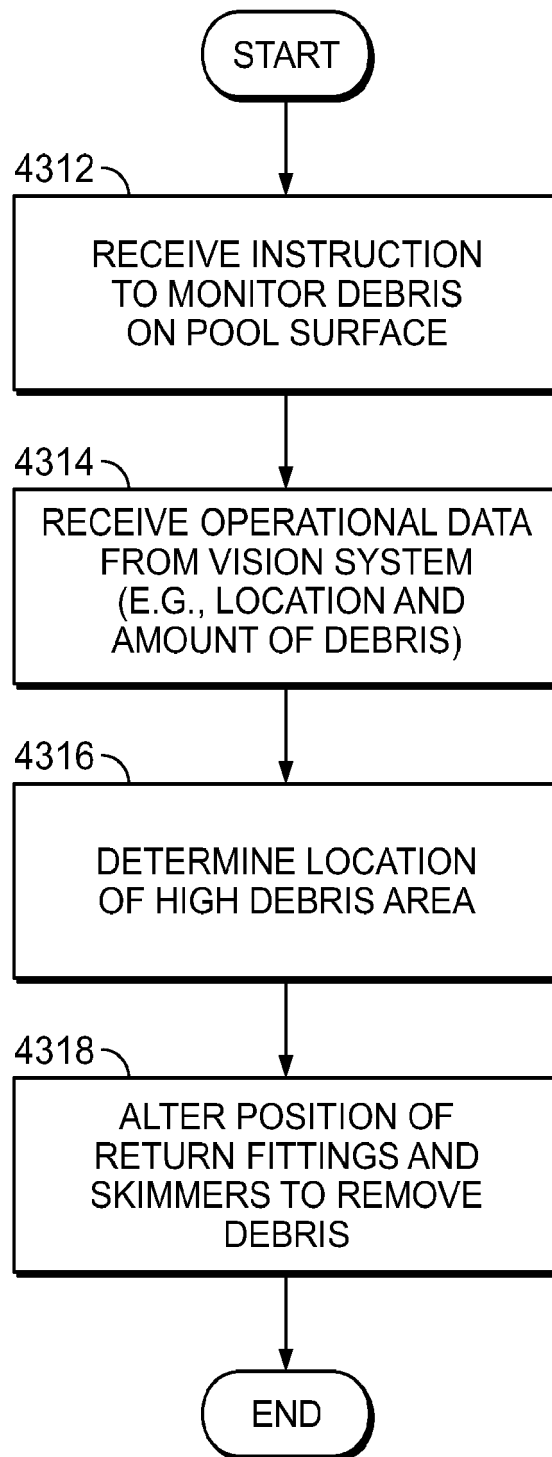 START
4312
RECEIVE INSTRUCTION
TO MONITOR DEBRIS
ON POOL SURFACE
4314
RECEIVE OPERATIONAL DATA
FROM VISION SYSTEM
(E.G., LOCATION AND
AMOUNT OF DEBRIS)
4316
DETERMINE LOCATION
OF HIGH DEBRIS AREA
4318
ALTER POSITION OF
RETURN FITTINGS AND
SKIMMERS TO REMOVE
DEBRIS
END